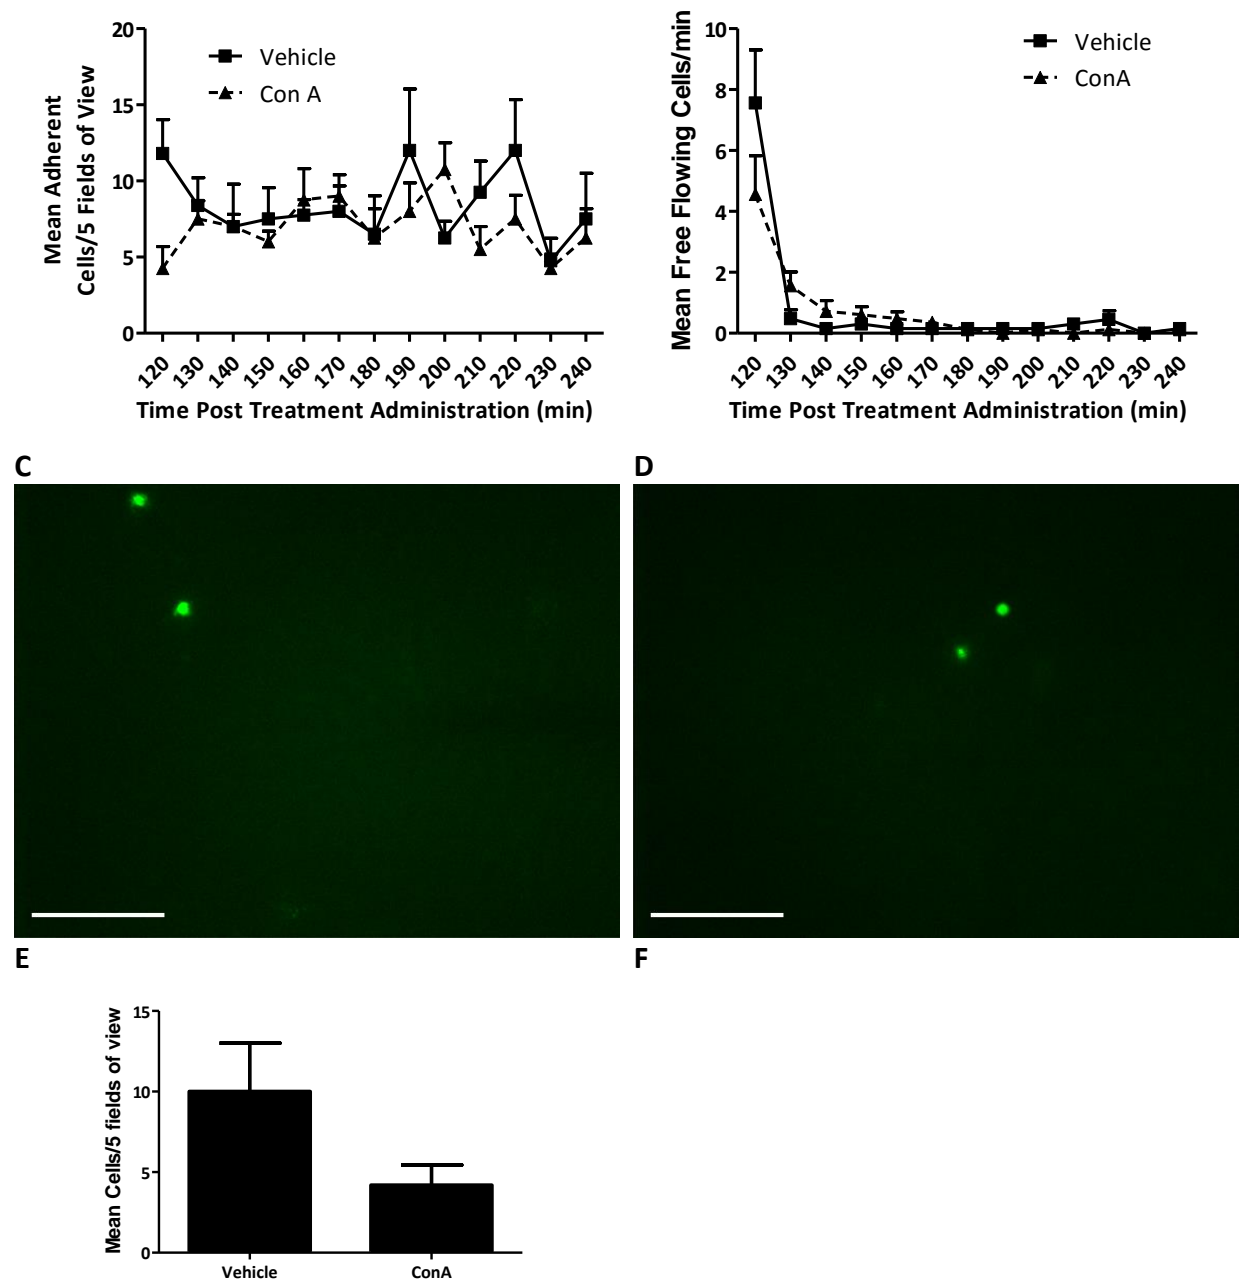 Mean Adherent
Cells/5 Fields of View
20
15
10
5
0
Vehicle
Con A
120 130 140 150 160 170 180 190 200 210 220 230 240
Time Post Treatment Administration (min)
Mean Free Flowing Cells/min
10
8
6
4
2
0
Vehicle
ConA
120 130 140 150 160 170 180 190 200 210 220 230 240
Time Post Treatment Administration (min)
C
D
E
F
Mean Cells/5 fields of view
15
10
5
0
Vehicle ConA